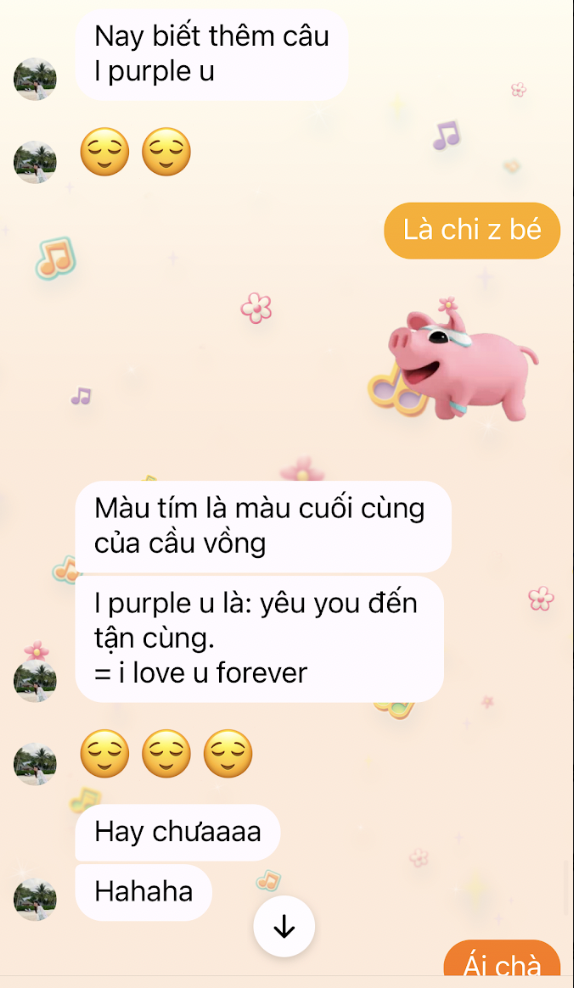 Nay biết thêm câu
I purple u
Là chi z bé
Màu tím là màu cuối cùng
của cầu vồng
I purple u là: yêu you đến
tận cùng.
= i love u forever
Hay chưaaaa
Hahaha
Ái chà